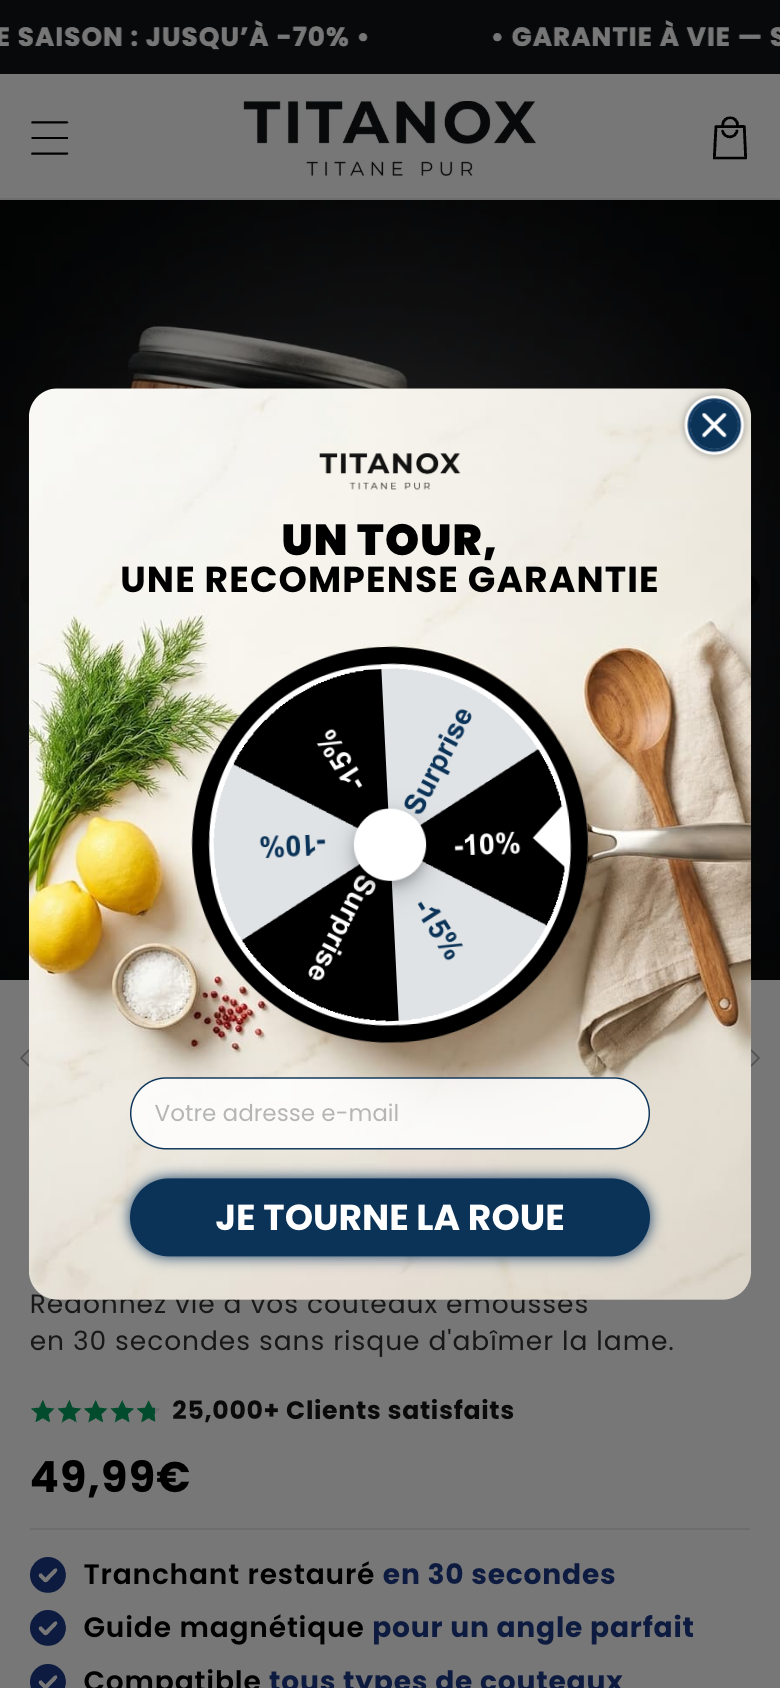 E SAISON : JUSQU’À -70% •
• GARANTIE À VIE — S
TITANOX
TITANE PUR
TITANOX
TITANE PUR
UN TOUR,
UNE RECOMPENSE GARANTIE
-15%
Surprise
-10%
-10%
Surprise
-15%
Votre adresse e-mail
JE TOURNE LA ROUE
Redonnez vie à vos couteaux émoussés
en 30 secondes sans risque d'abîmer la lame.
25,000+ Clients satisfaits
49,99€
Tranchant restauré en 30 secondes
Guide magnétique pour un angle parfait
Compatible tous types de couteaux